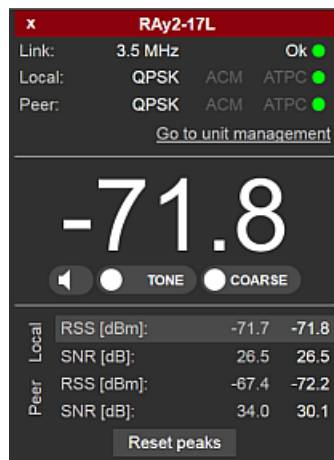 x RAy2-17L
Link: 3.5 MHz Ok
Local: QPSK ACM ATPC
Peer: QPSK ACM ATPC
Go to unit management
-71.8
TONE COARSE
Local
RSS [dBm]: -71.7 -71.8
SNR [dB]: 26.5 26.5
Peer
RSS [dBm]: -67.4 -72.2
SNR [dB]: 34.0 30.1
Reset peaks